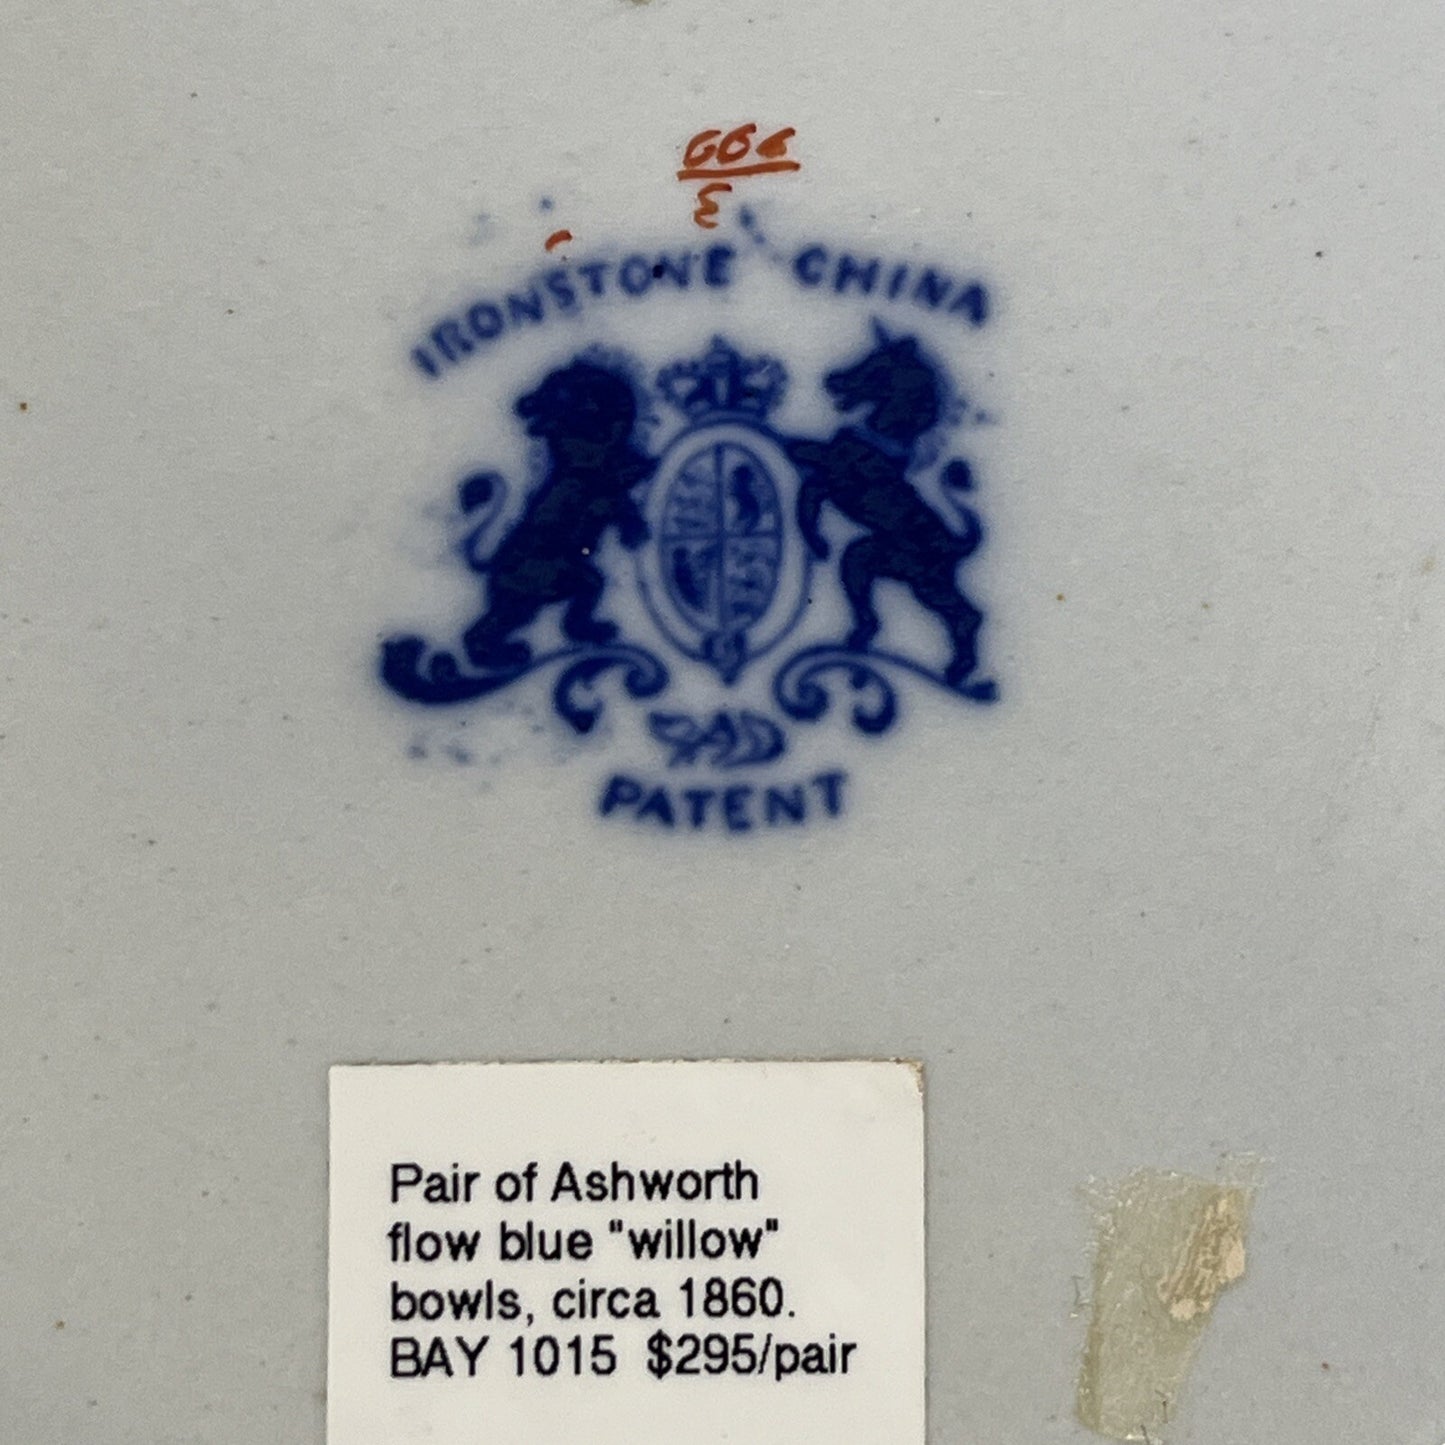 IRONSTONE CHINA
PATENT
Pair of Ashworth
flow blue "willow"
bowls, circa 1860.
BAY 1015 $295/pair